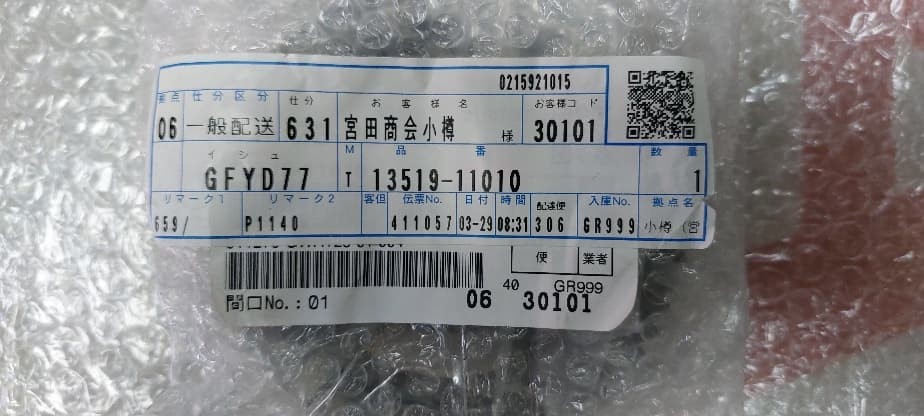 0215921015
拠点 仕分区分 仕分 お客様名 お客様コード
06 一般配送 631 宮田商会小樽 様 30101
イシュ M 品番 数量
GFYD77 T 13519-11010 1
リマーク1 リマーク2 客担 伝票No. 日付 時間 配達便 入庫No. 拠点名
659/ P1140 411057 03-29 08:31 306 GR999 小樽（宮
便 業者
40 GR999
間口No.:01 06 30101